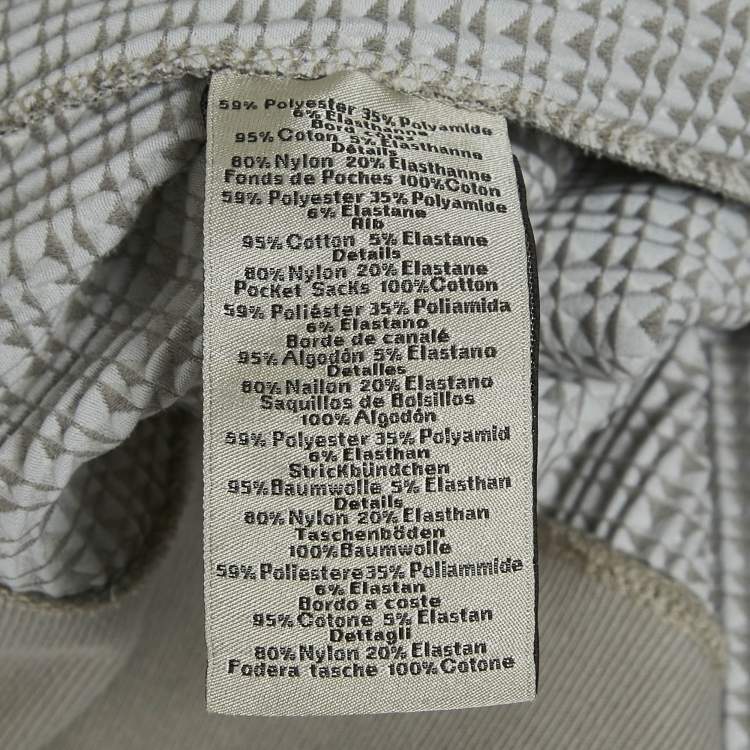 59% Polyester 35% Polyamide
6% Elasthanne
Bord côtes
95% Coton 5% Elasthanne
Détails
80% Nylon 20% Elasthanne
Fonds de Poches 100% Coton
59% Polyester 35% Polyamide
6% Elastane
Rib
95% Cotton 5% Elastane
Details
80% Nylon 20% Elastane
Pocket Sacks 100% Cotton
59% Poliéster 35% Poliamida
6% Elastano
Borde de canalé
95% Algodón 5% Elastano
Detalles
80% Nailon 20% Elastano
Saquillos de Bolsillos
100% Algodón
59% Polyester 35% Polyamid
6% Elasthan
Strickbündchen
95% Baumwolle 5% Elasthan
Details
80% Nylon 20% Elasthan
Taschenböden
100% Baumwolle
59% Poliestere 35% Poliammide
6% Elastan
Bordo a coste
95% Cotone 5% Elastan
Dettagli
80% Nylon 20% Elastan
Fodera tasche 100% Cotone